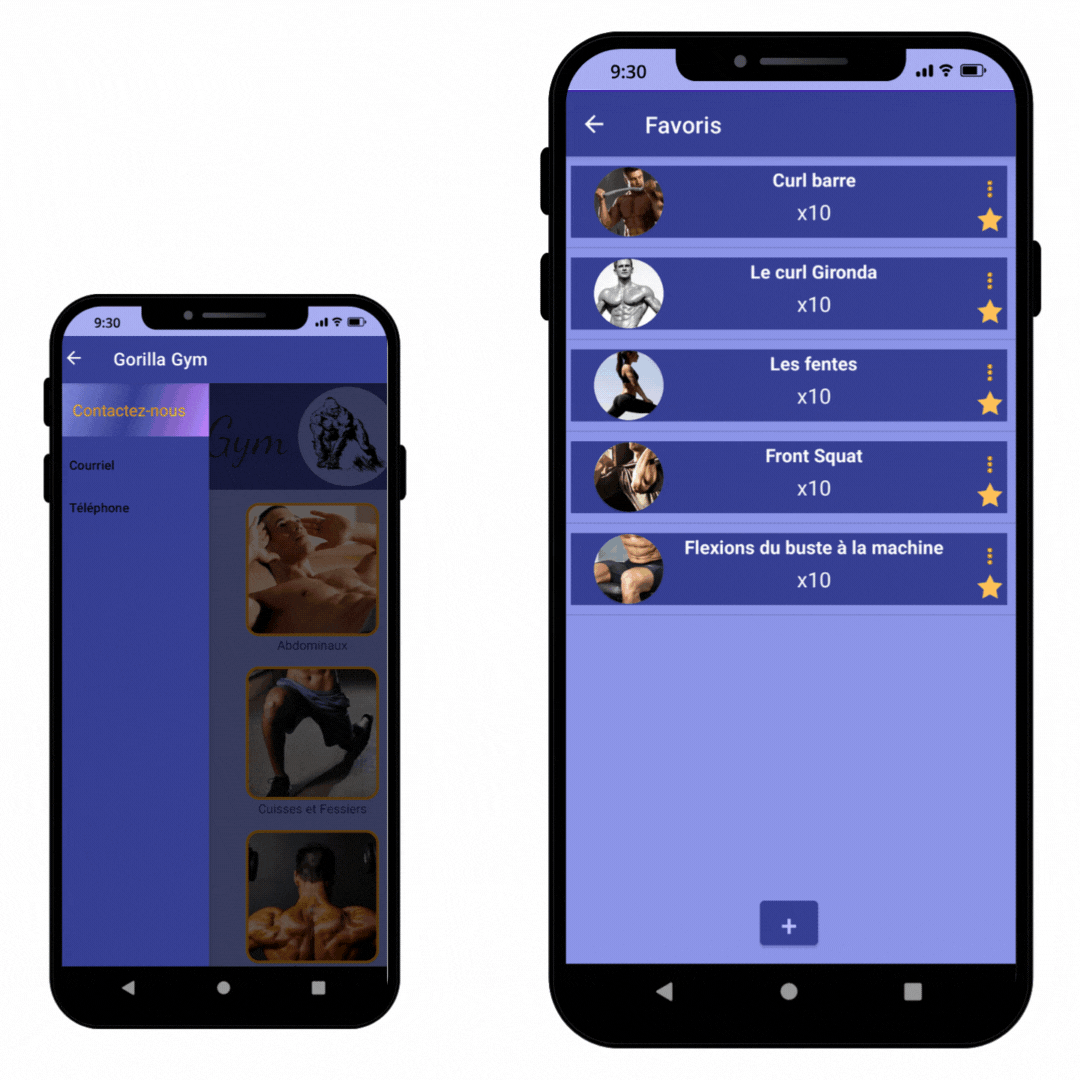 9:30
Gorilla Gym
Contactez-nous
Gym
Courriel
Téléphone
Abdominaux
Cuisses et Fessiers
9:30
Favoris
Curl barre
x10
Le curl Gironda
x10
Les fentes
x10
Front Squat
x10
Flexions du buste à la machine
x10
+